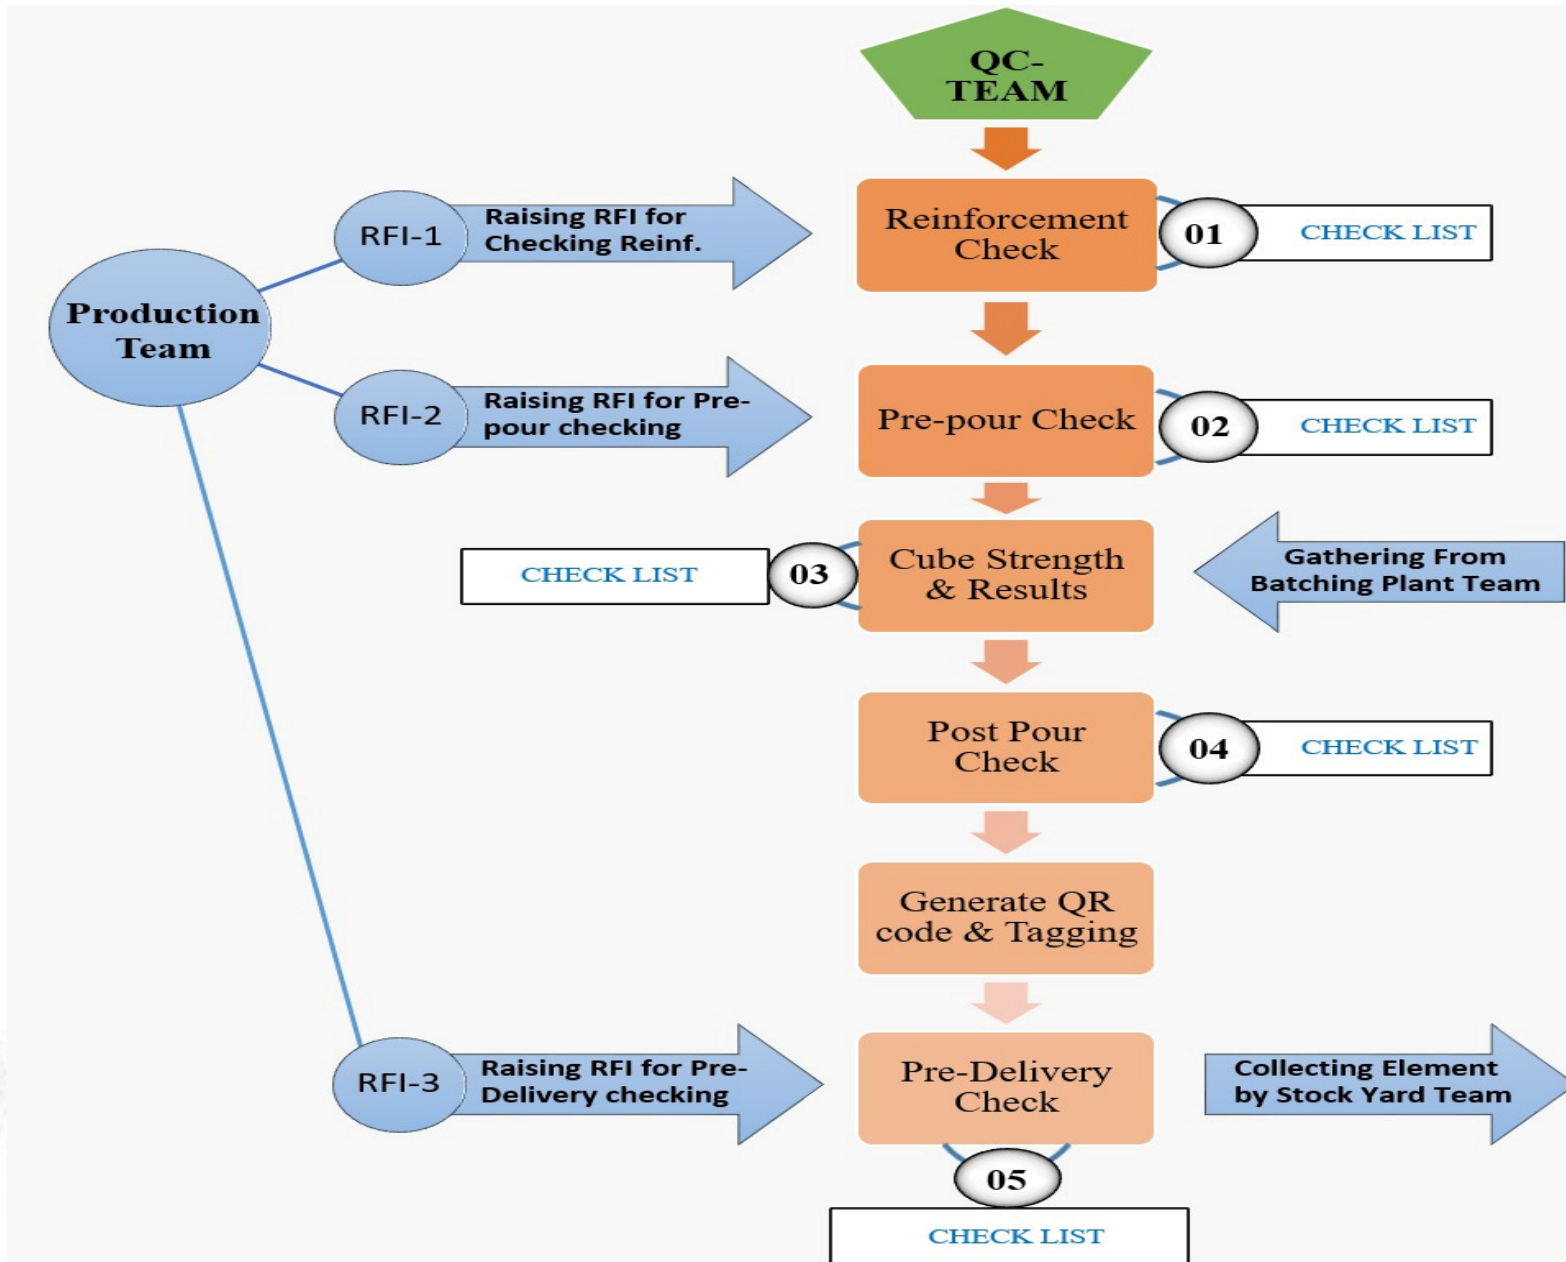 QC-
TEAM
RFI-1
Raising RFI for
Checking Reinf.
Reinforcement
Check
01
CHECK LIST
Production
Team
RFI-2
Raising RFI for Pre-
pour checking
Pre-pour Check
02
CHECK LIST
CHECK LIST
03
Cube Strength
& Results
Gathering From
Batching Plant Team
Post Pour
Check
04
CHECK LIST
Generate QR
code & Tagging
RFI-3
Raising RFI for Pre-
Delivery checking
Pre-Delivery
Check
Collecting Element
by Stock Yard Team
05
CHECK LIST